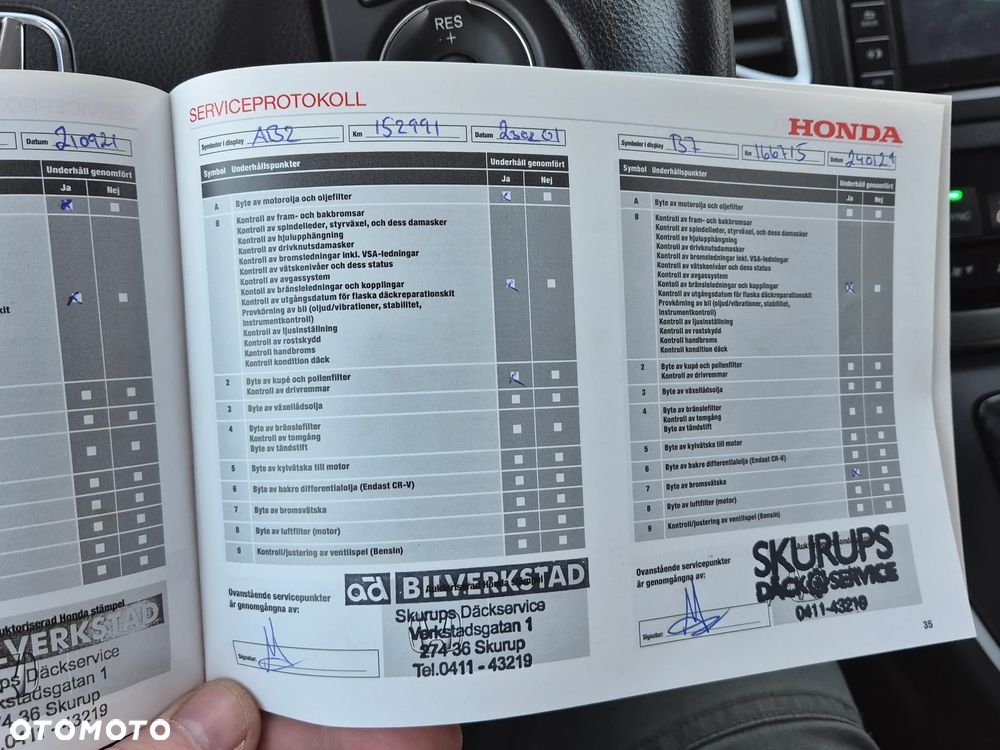 RES
+
SERVICEPROTOKOLL
Datum 210921
Underhåll genomfört
Ja Nej
Auktoriserad Honda stämpel
VERKSTAD
Däckservice
Skurup
OTOMOTO
Symboler i display AB2 Km 152991 Datum 230201
Symbol Underhållspunkter Underhåll genomfört
Ja Nej
A Byte av motorolja och oljefilter
B Kontroll av fram- och bakbromsar
Kontroll av spindelleder, styrväxel, och dess damasker
Kontroll av hjulupphängning
Kontroll av drivknutsdamasker
Kontroll av bromsledningar inkl. VSA-ledningar
Kontroll av vätskenivåer och dess status
Kontroll av avgassystem
Kontoll av bränsleledningar och kopplingar
Kontroll av utgångsdatum för flaska däckreparationskit
Provkörning av bil (oljud/vibrationer, stabilitet,
instrumentkontroll)
Kontroll av ljusinställning
Kontroll av rostskydd
Kontroll handbroms
Kontroll kondition däck
2 Byte av kupé och pollenfilter
Kontroll av drivremmar
3 Byte av växellådsolja
4 Byte av bränslefilter
Kontroll av tomgång
Byte av tändstift
5 Byte av kylvätska till motor
6 Byte av bakre differentialolja (Endast CR-V)
7 Byte av bromsvätska
8 Byte av luftfilter (motor)
9 Kontroll/justering av ventilspel (Bensin)
Ovanstående servicepunkter
är genomgångna av:
Signatur:
Auktoriserad Honda stämpel
ad BILVERKSTAD
Skurups Däckservice
Verkstadsgatan 1
274 36 Skurup
Tel.0411 - 43219
HONDA
Symboler i display B7 Km 166715 Datum 240124
Symbol Underhållspunkter Underhåll genomfört
Ja Nej
A Byte av motorolja och oljefilter
B Kontroll av fram- och bakbromsar
Kontroll av spindelleder, styrväxel, och dess damasker
Kontroll av hjulupphängning
Kontroll av drivknutsdamasker
Kontroll av bromsledningar inkl. VSA-ledningar
Kontroll av vätskenivåer och dess status
Kontroll av avgassystem
Kontoll av bränsleledningar och kopplingar
Kontroll av utgångsdatum för flaska däckreparationskit
Provkörning av bil (oljud/vibrationer, stabilitet,
instrumentkontroll)
Kontroll av ljusinställning
Kontroll av rostskydd
Kontroll handbroms
Kontroll kondition däck
2 Byte av kupé och pollenfilter
Kontroll av drivremmar
3 Byte av växellådsolja
4 Byte av bränslefilter
Kontroll av tomgång
Byte av tändstift
5 Byte av kylvätska till motor
6 Byte av bakre differentialolja (Endast CR-V)
7 Byte av bromsvätska
8 Byte av luftfilter (motor)
9 Kontroll/justering av ventilspel (Bensin)
Ovanstående servicepunkter
är genomgångna av:
Signatur:
SKURUPS
DÄCK SERVICE
0411-43219
35